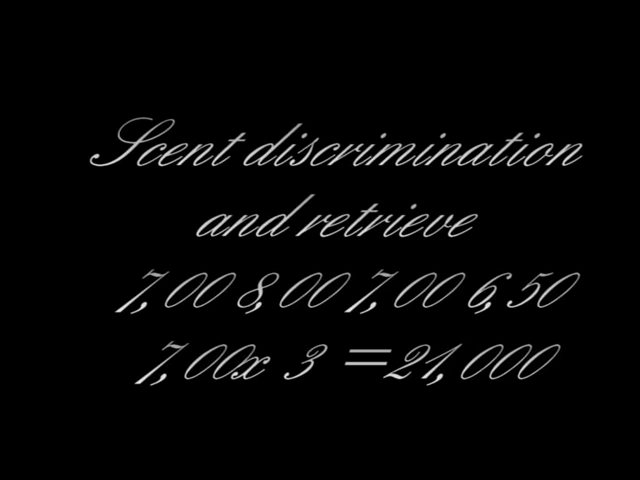 Scent discrimination
and retrieve
7,00 8,00 7,00 6,50
7,00x 3 =21,000